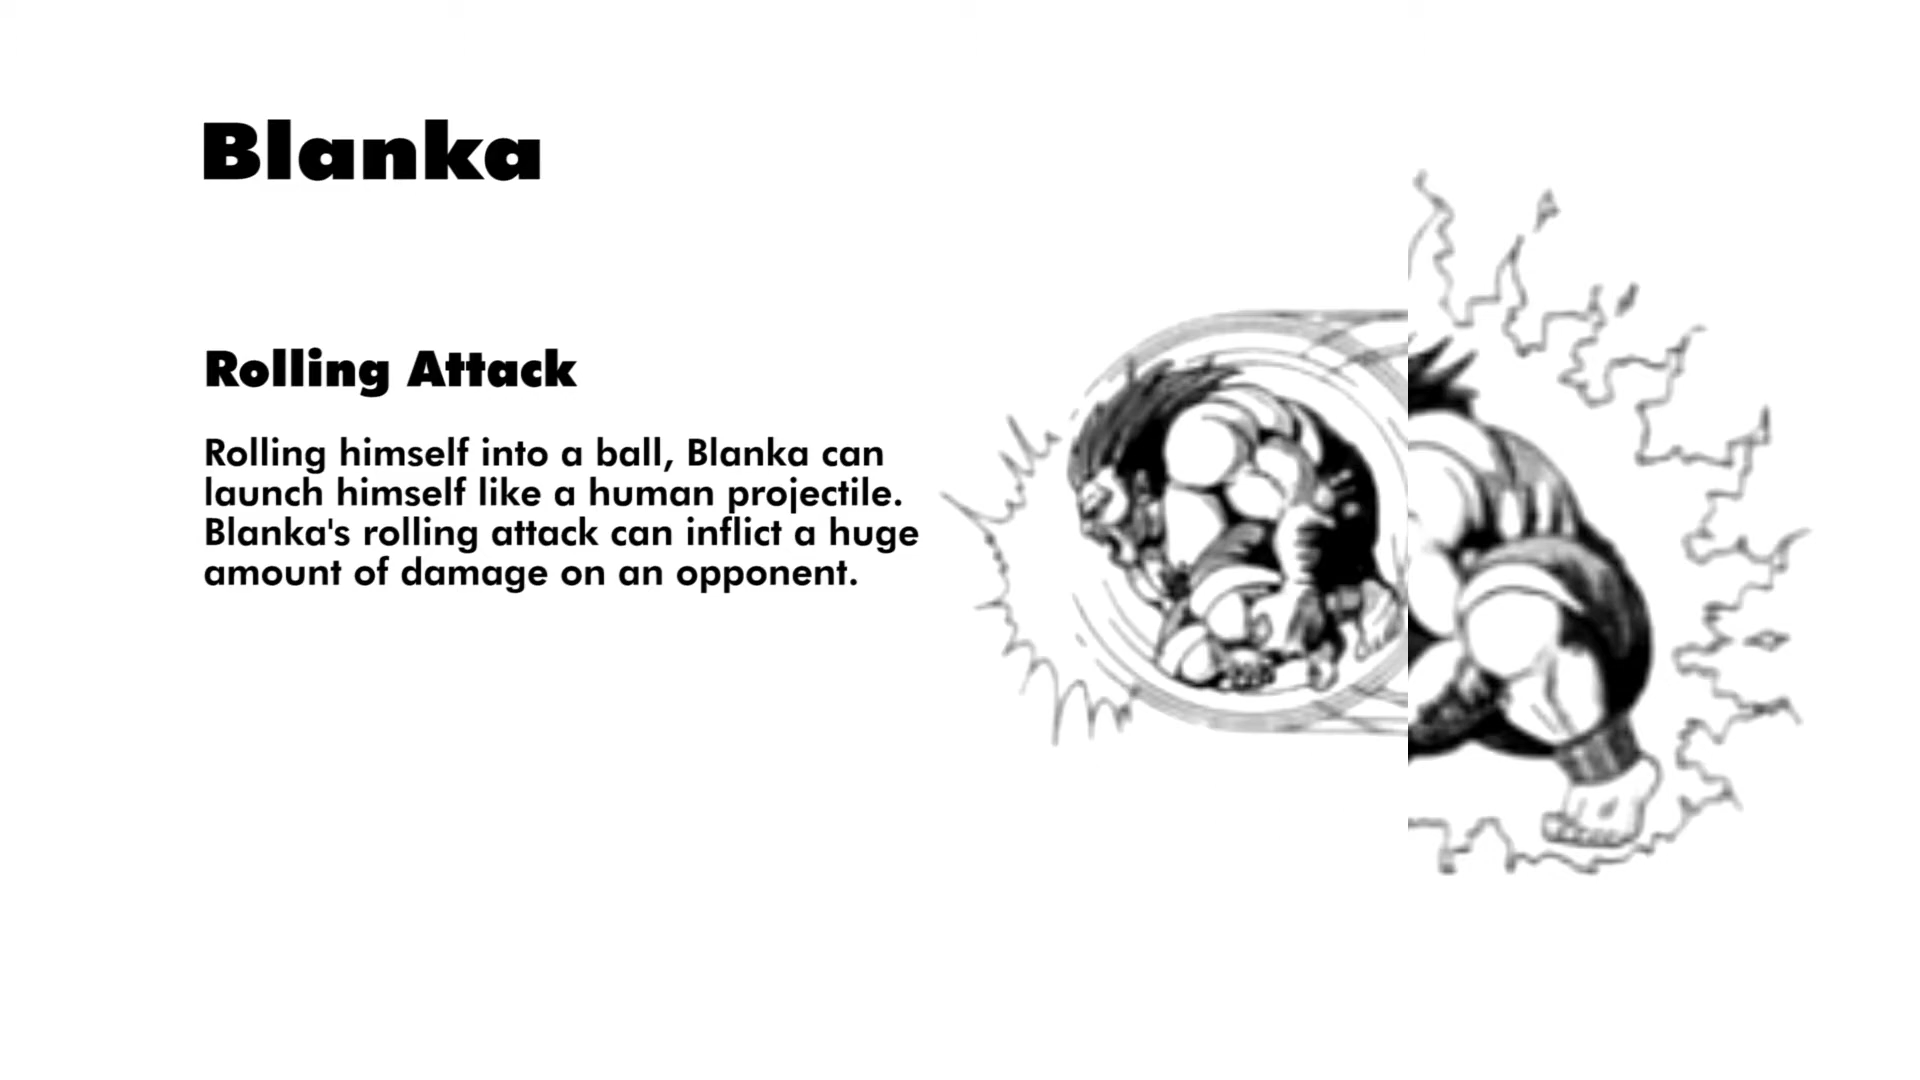 Blanka
Rolling Attack
Rolling himself into a ball, Blanka can
launch himself like a human projectile.
Blanka's rolling attack can inflict a huge
amount of damage on an opponent.